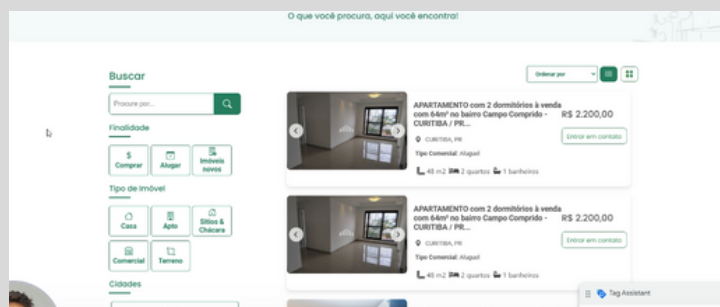 O que você procura, aqui você encontra!
Buscar
Procure por...
Finalidade
$
Comprar
Alugar
Imóveis
novos
Tipo de Imóvel
Casa
Apto
Sítios &
Chácara
Comercial
Terreno
Cidades
Ordenar por
APARTAMENTO com 2 dormitórios à venda
com 64m² no bairro Campo Comprido -
CURITIBA / PR...
CURITIBA, PR
Tipo Comercial: Aluguel
48 m2 2 quartos 1 banheiros
R$ 2.200,00
Entrar em contato
APARTAMENTO com 2 dormitórios à venda
com 64m² no bairro Campo Comprido -
CURITIBA / PR...
CURITIBA, PR
Tipo Comercial: Aluguel
48 m2 2 quartos 1 banheiros
R$ 2.200,00
Entrar em contato
Tag Assistant